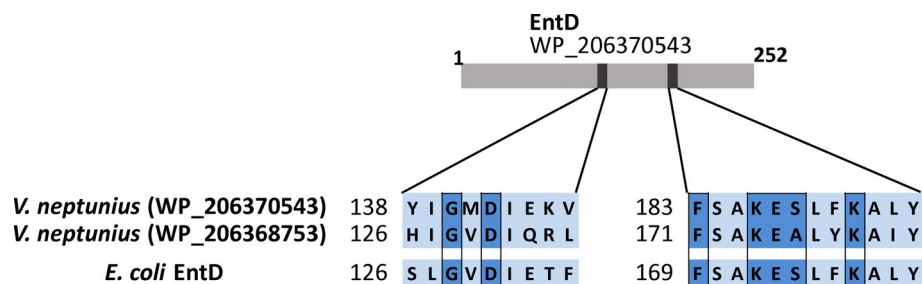 EntD
WP_206370543
1 252
V. neptunius (WP_206370543) 138 Y I G M D I E K V 183 F S A K E S L F K A L Y
V. neptunius (WP_206368753) 126 H I G V D I Q R L 171 F S A K E A L Y K A I Y
E. coli EntD 126 S L G V D I E T F 169 F S A K E S L F K A L Y